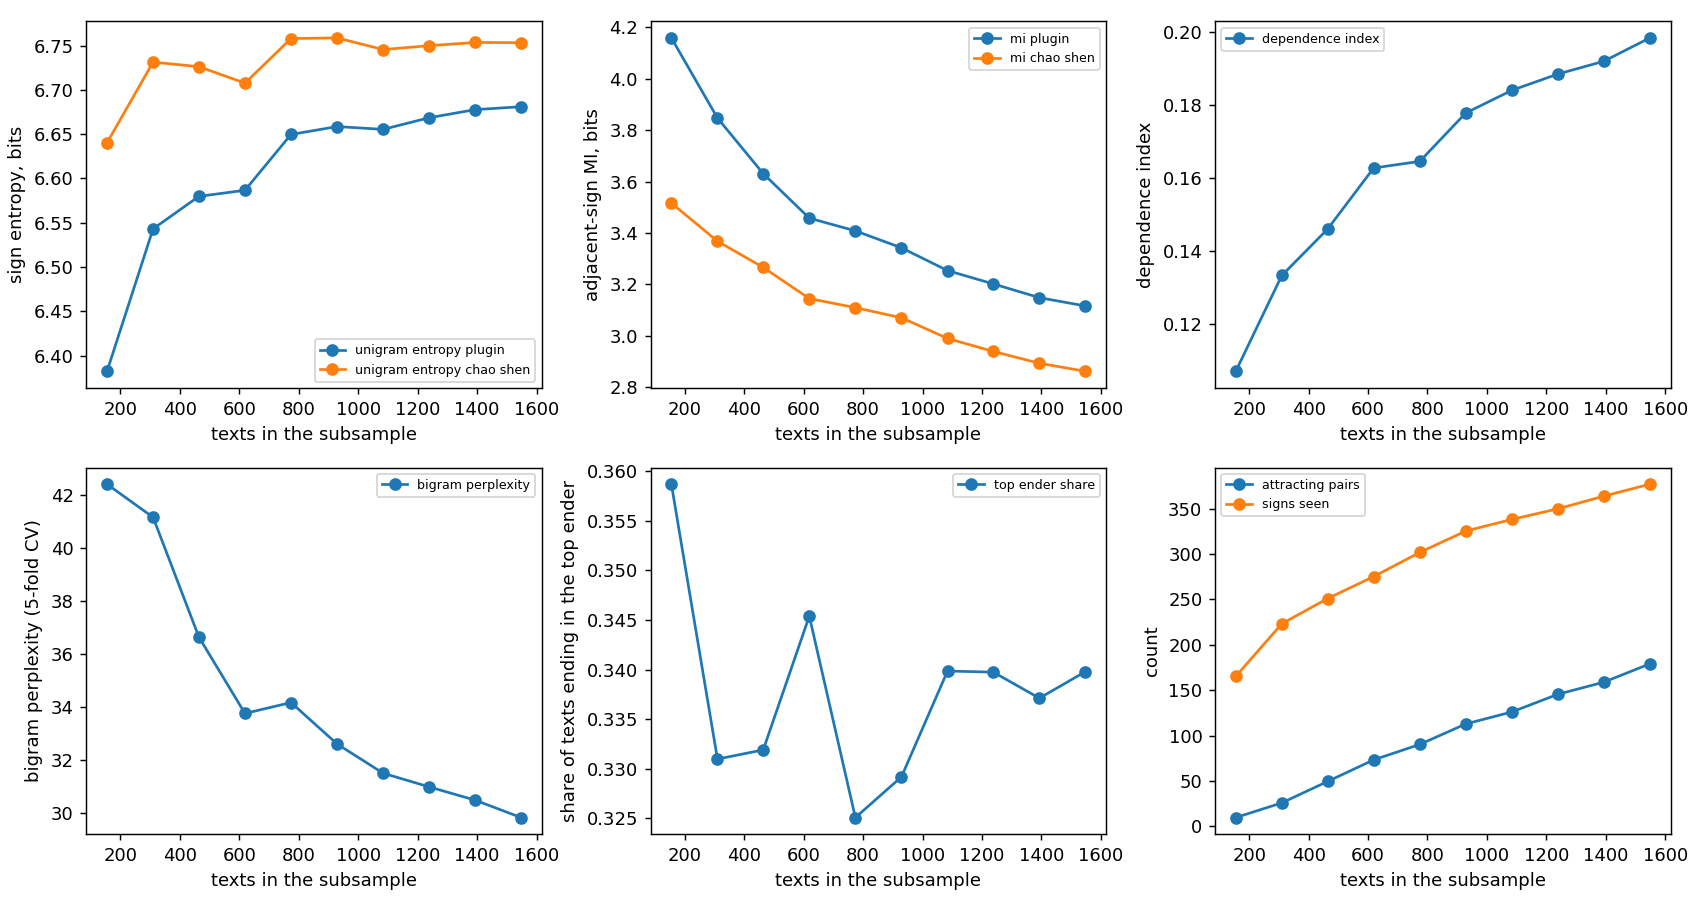 sign entropy, bits
6.75
6.70
6.65
6.60
6.55
6.50
6.45
6.40
unigram entropy plugin
unigram entropy chao shen
200 400 600 800 1000 1200 1400 1600
texts in the subsample
adjacent-sign MI, bits
4.2
4.0
3.8
3.6
3.4
3.2
3.0
2.8
mi plugin
mi chao shen
200 400 600 800 1000 1200 1400 1600
texts in the subsample
dependence index
0.20
0.18
0.16
0.14
0.12
dependence index
200 400 600 800 1000 1200 1400 1600
texts in the subsample
bigram perplexity (5-fold CV)
42
40
38
36
34
32
30
bigram perplexity
200 400 600 800 1000 1200 1400 1600
texts in the subsample
share of texts ending in the top ender
0.360
0.355
0.350
0.345
0.340
0.335
0.330
0.325
top ender share
200 400 600 800 1000 1200 1400 1600
texts in the subsample
count
350
300
250
200
150
100
50
0
attracting pairs
signs seen
200 400 600 800 1000 1200 1400 1600
texts in the subsample